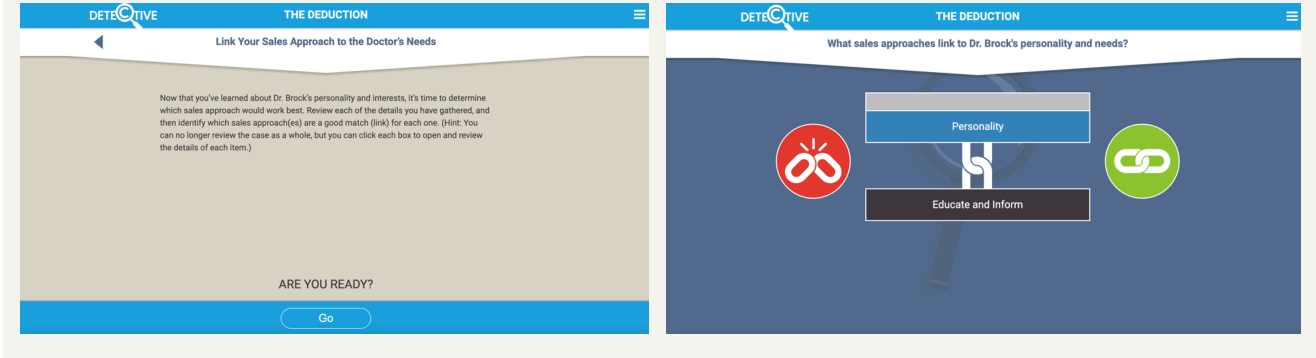 DETECTIVE
THE DEDUCTION
Link Your Sales Approach to the Doctor's Needs
Now that you've learned about Dr. Brock's personality and interests, it's time to determine
which sales approach would work best. Review each of the details you have gathered, and
then identify which sales approach(es) are a good match (link) for each one. (Hint: You
can no longer review the case as a whole, but you can click each box to open and review
the details of each item.)
ARE YOU READY?
Go
DETECTIVE
THE DEDUCTION
What sales approaches link to Dr. Brock's personality and needs?
Personality
Educate and Inform